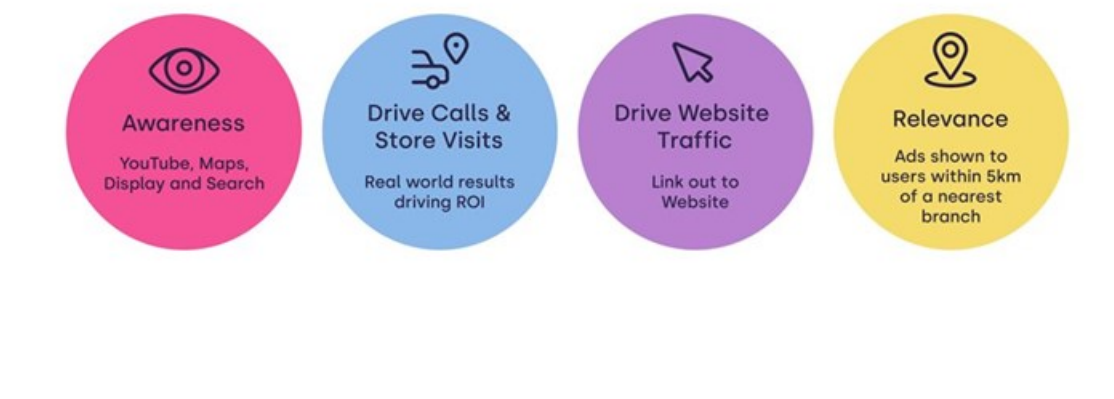 Awareness
YouTube, Maps,
Display and Search
Drive Calls &
Store Visits
Real world results
driving ROI
Drive Website
Traffic
Link out to
Website
Relevance
Ads shown to
users within 5km
of a nearest
branch